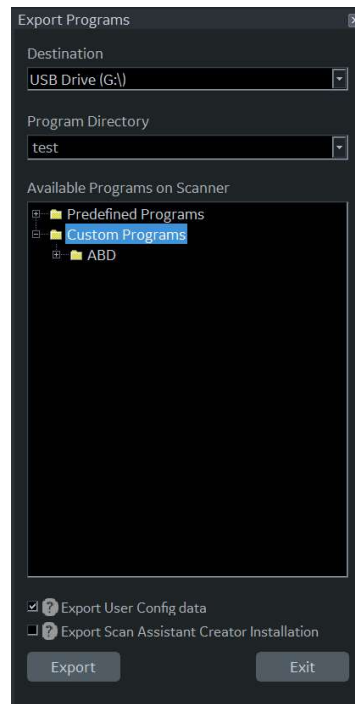 Export Programs
Destination
USB Drive (G:\)
Program Directory
test
Available Programs on Scanner
Predefined Programs
Custom Programs
ABD
Export User Config data
Export Scan Assistant Creator Installation
Export Exit